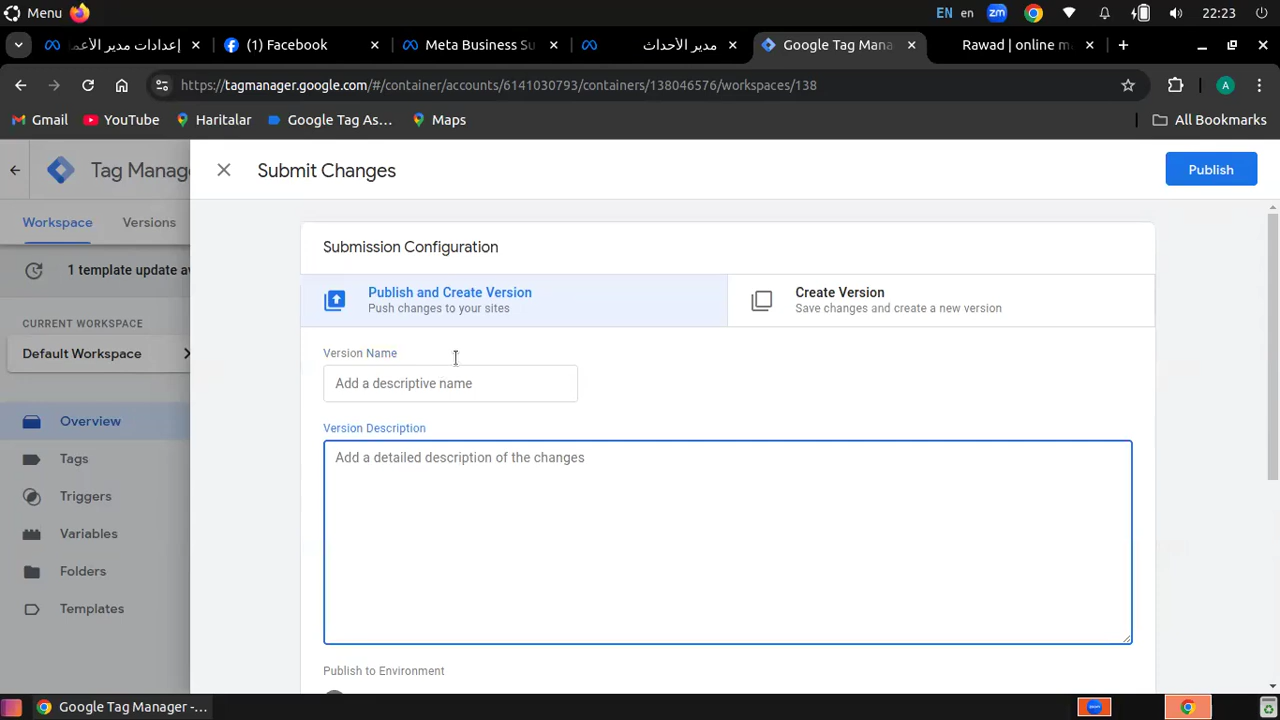 Menu
EN en zm 22:23
إعدادات مدير الأعما
(1) Facebook
Meta Business Su
مدير الأحداث
Google Tag Mana
Rawad | online m
https://tagmanager.google.com/#/container/accounts/6141030793/containers/138046576/workspaces/138
A
Gmail
YouTube
Haritalar
Google Tag As...
Maps
All Bookmarks
Tag Manag
Submit Changes
Publish
Workspace
Versions
1 template update av
CURRENT WORKSPACE
Default Workspace
Overview
Tags
Triggers
Variables
Folders
Templates
Submission Configuration
Publish and Create Version
Push changes to your sites
Create Version
Save changes and create a new version
Version Name
Add a descriptive name
Version Description
Add a detailed description of the changes
Publish to Environment
Google Tag Manager -...
zm